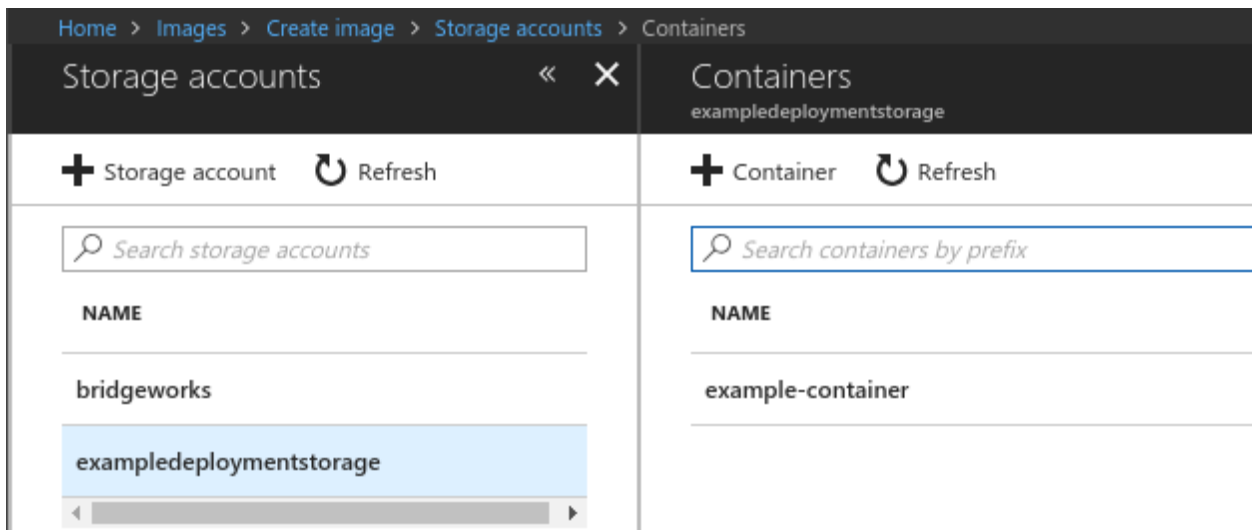 Home > Images > Create image > Storage accounts > Containers
Storage accounts « ✕
+ Storage account Refresh
Search storage accounts
NAME
bridgeworks
exampledeploymentstorage
Containers
exampledeploymentstorage
+ Container Refresh
Search containers by prefix
NAME
example-container